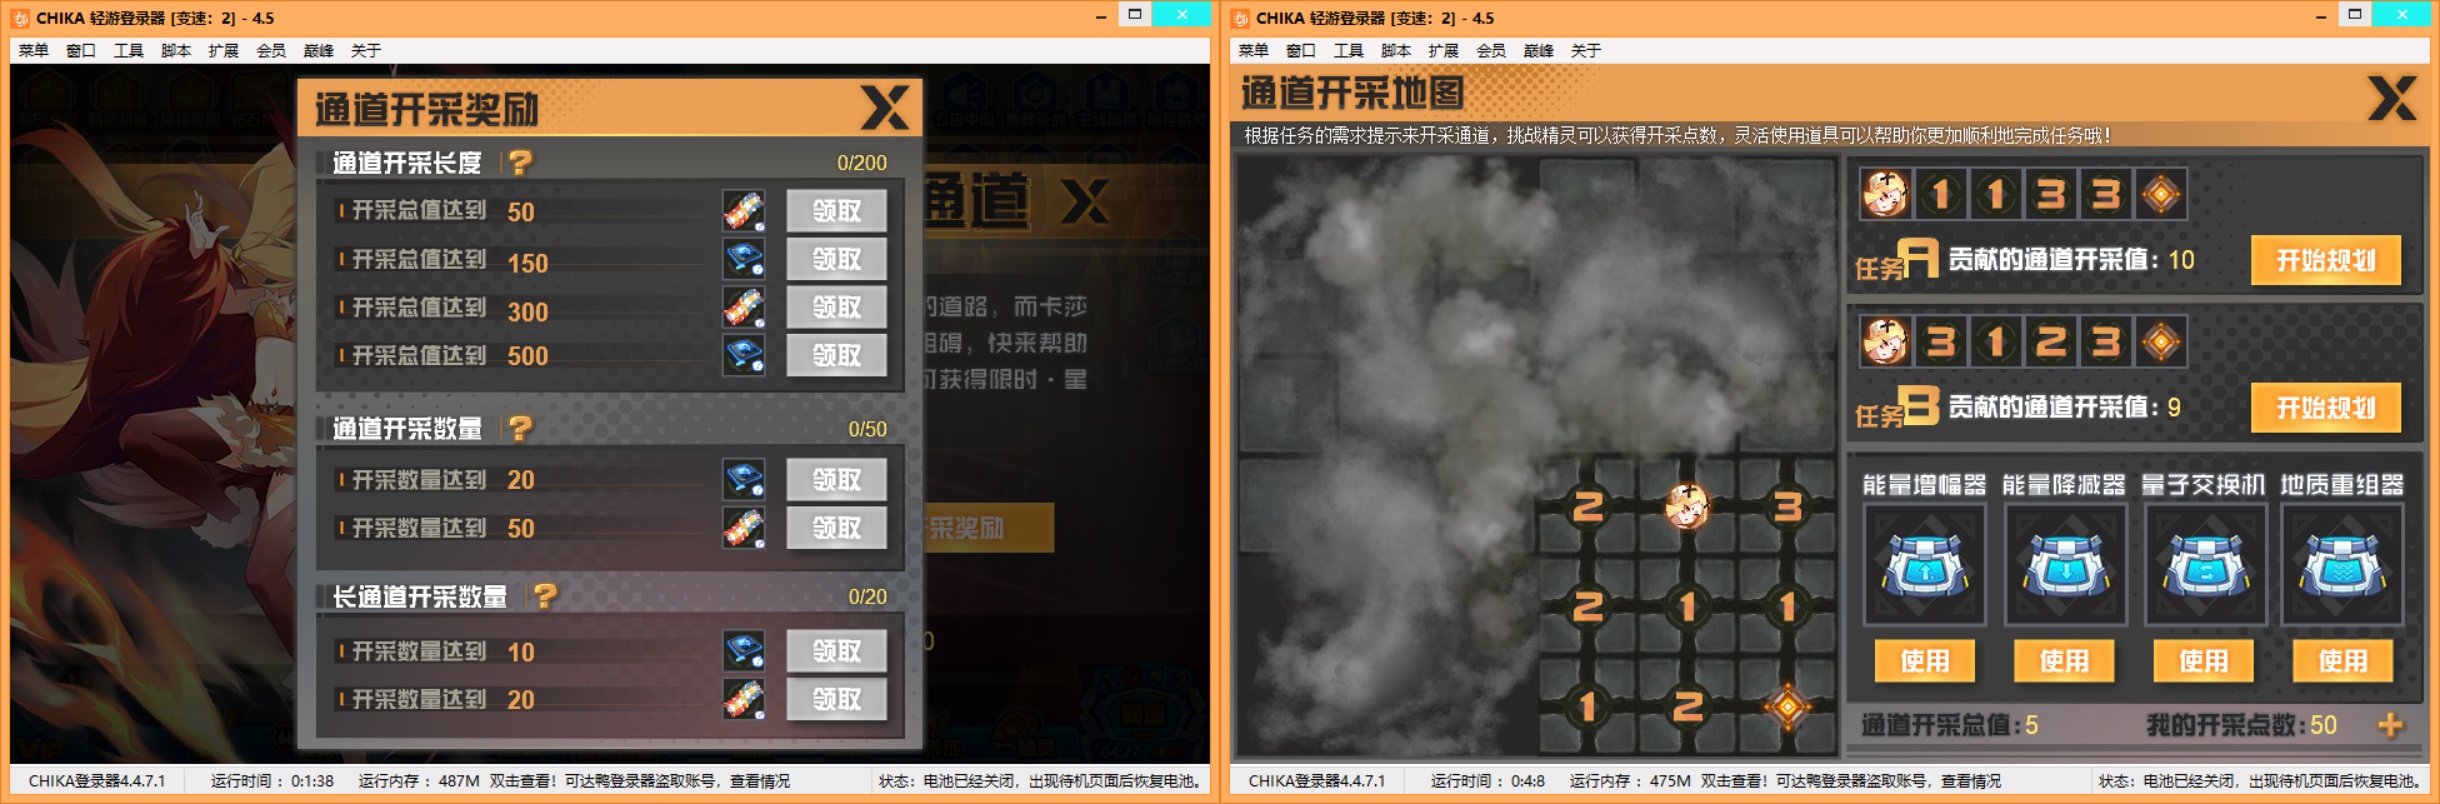 CHIKA 轻游登录器 [变速：2] - 4.5
菜单 窗口 工具 脚本 扩展 会员 巅峰 关于
通道开采奖励
通道开采长度 ? 0/200
开采总值达到 50 领取
开采总值达到 150 领取
开采总值达到 300 领取
开采总值达到 500 领取
通道开采数量 ? 0/50
开采数量达到 20 领取
开采数量达到 50 领取
长通道开采数量 ? 0/20
开采数量达到 10 领取
开采数量达到 20 领取
通道
的道路，而卡莎
阻碍，快来帮助
可获得限时·星
采奖励
CHIKA登录器4.4.7.1 运行时间：0:1:38 运行内存：487M 双击查看！可达鸭登录器盗取账号，查看情况 状态：电池已经关闭，出现待机页面后恢复电池。
CHIKA 轻游登录器 [变速：2] - 4.5
菜单 窗口 工具 脚本 扩展 会员 巅峰 关于
通道开采地图
根据任务的需求提示来开采通道，挑战精灵可以获得开采点数，灵活使用道具可以帮助你更加顺利地完成任务哦！
1 1 3 3
任务A 贡献的通道开采值：10 开始规划
3 1 2 3
任务B 贡献的通道开采值：9 开始规划
2 3
2 1 1
1 2
能量增幅器 能量降减器 量子交换机 地质重组器
使用 使用 使用 使用
通道开采总值:5 我的开采点数:50
CHIKA登录器4.4.7.1 运行时间：0:4:8 运行内存：475M 双击查看！可达鸭登录器盗取账号，查看情况 状态：电池已经关闭，出现待机页面后恢复电池。